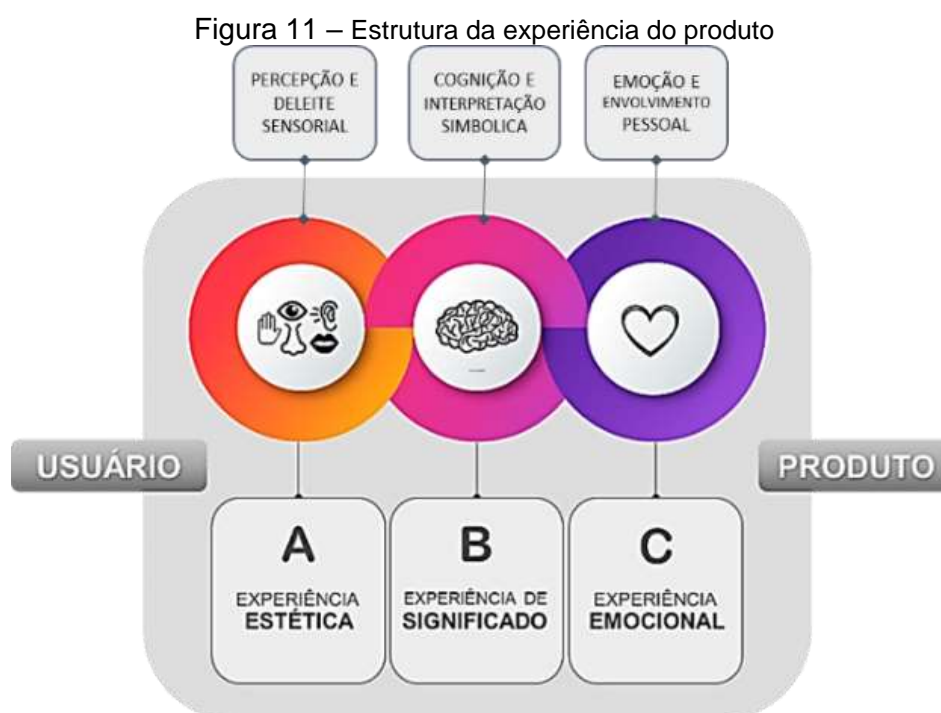 Figura 11 – Estrutura da experiência do produto
PERCEPÇÃO E
DELEITE
SENSORIAL
COGNIÇÃO E
INTERPRETAÇÃO
SIMBOLICA
EMOÇÃO E
ENVOLVIMENTO
PESSOAL
USUÁRIO
PRODUTO
A
EXPERIÊNCIA
ESTÉTICA
B
EXPERIÊNCIA DE
SIGNIFICADO
C
EXPERIÊNCIA
EMOCIONAL